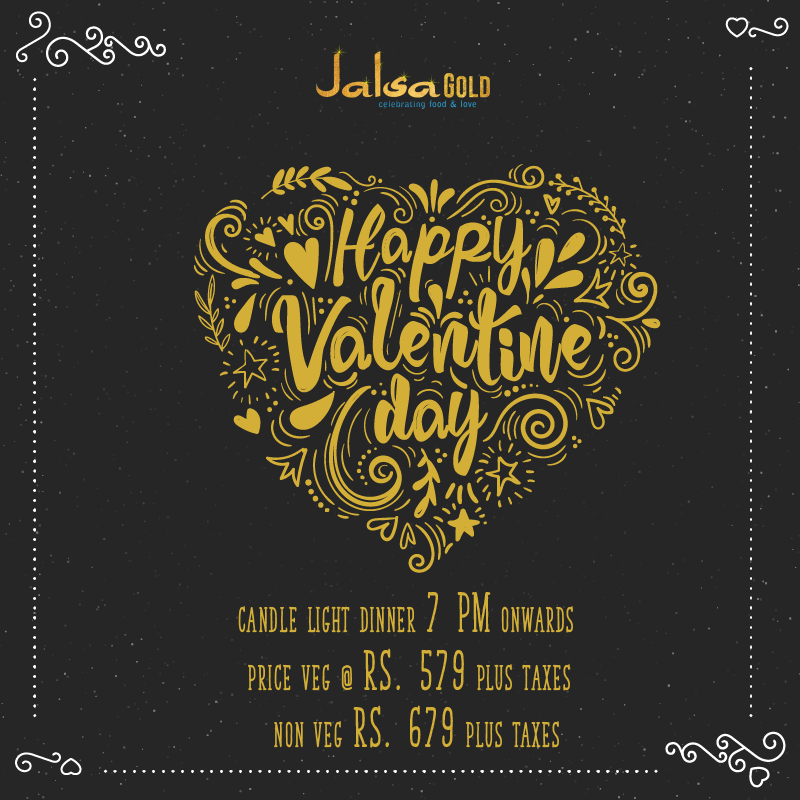 Jalsa GOLD
celebrating food & love
Happy
Valentine
day
CANDLE LIGHT DINNER 7 PM ONWARDS
PRICE VEG @ RS. 579 PLUS TAXES
NON VEG RS. 679 PLUS TAXES